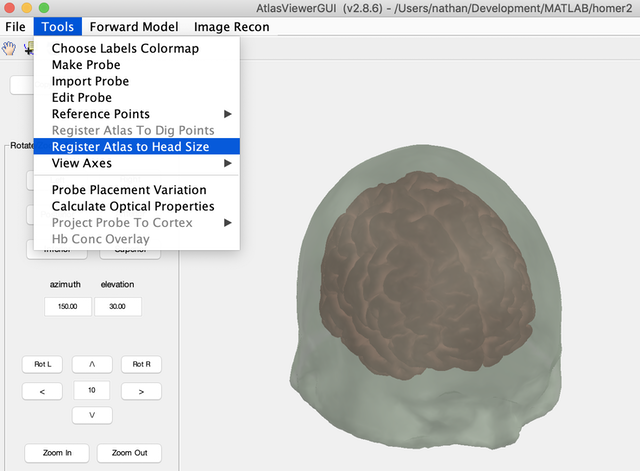 AtlasViewerGUI (v2.8.6) - /Users/nathan/Development/MATLAB/homer2
File Tools Forward Model Image Recon
Choose Labels Colormap
Make Probe
Import Probe
Edit Probe
Reference Points
Register Atlas To Dig Points
Rotate
Register Atlas to Head Size
View Axes
Probe Placement Variation
Calculate Optical Properties
Project Probe To Cortex
Hb Conc Overlay
azimuth elevation
150.00 30.00
Rot L Λ Rot R
< 10 >
V
Zoom In Zoom Out